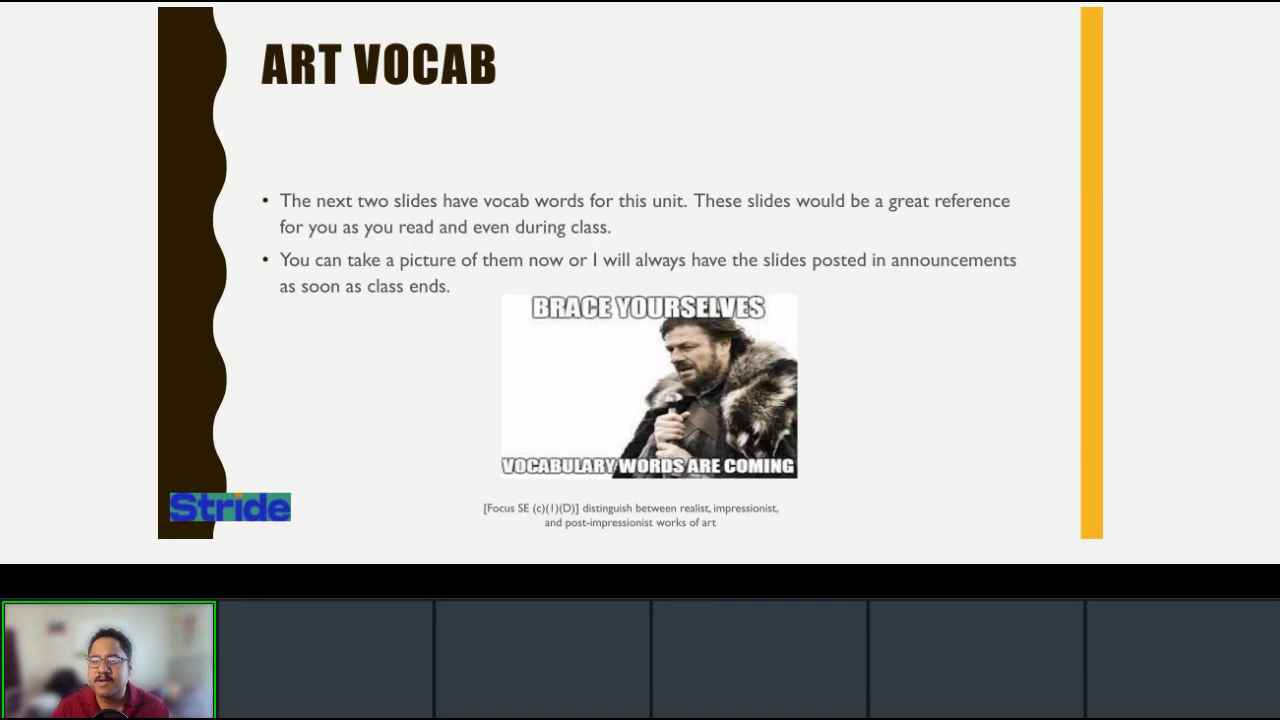 ART VOCAB
• The next two slides have vocab words for this unit. These slides would be a great reference
for you as you read and even during class.
• You can take a picture of them now or I will always have the slides posted in announcements
as soon as class ends.
BRACE YOURSELVES
VOCABULARY WORDS ARE COMING
Stride
[Focus SE (c)(1)(D)] distinguish between realist, impressionist,
and post-impressionist works of art